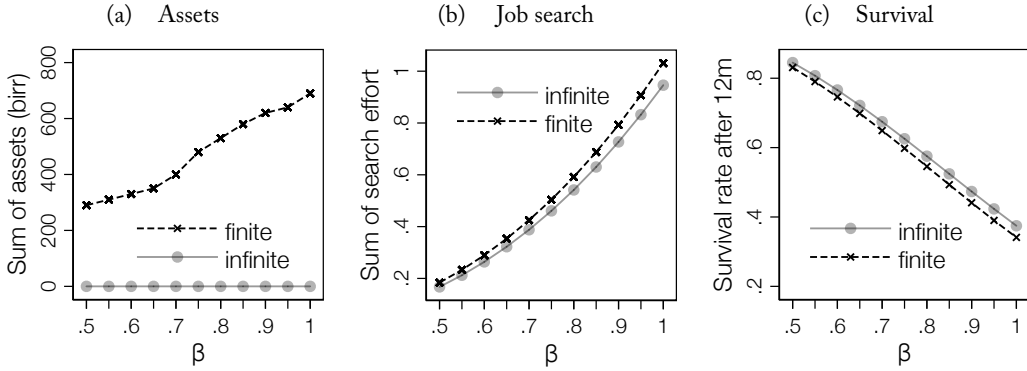 (a) Assets
Sum of assets (birr)
800
600
400
200
0
finite
infinite
.5 .6 .7 .8 .9 1
β
(b) Job search
Sum of search effort
1
.8
.6
.4
.2
infinite
finite
.5 .6 .7 .8 .9 1
β
(c) Survival
Survival rate after 12m
.8
.6
.4
.2
infinite
finite
.5 .6 .7 .8 .9 1
β